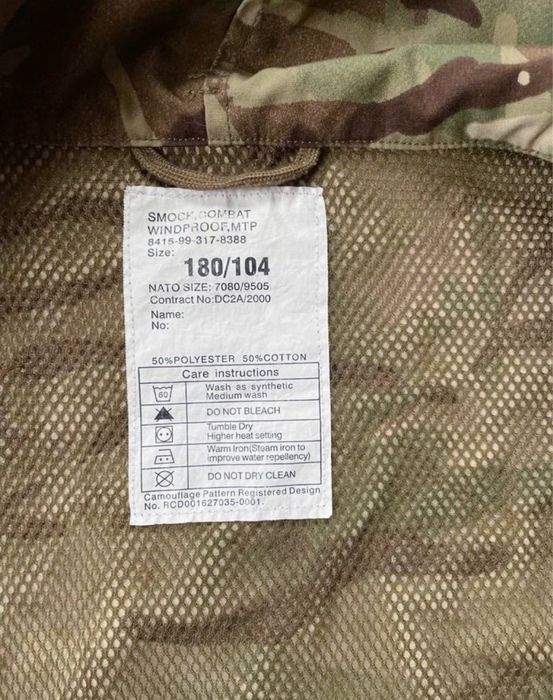 SMOCK,COMBAT
WINDPROOF,MTP
8415-99-317-8388
Size:
180/104
NATO SIZE: 7080/9505
Contract No:DC2A/2000
Name:
No:
50%POLYESTER 50%COTTON
Care instructions
60
Wash as synthetic
Medium wash
DO NOT BLEACH
Tumble Dry
Higher heat setting
Warm Iron(Steam iron to
improve water repellency)
DO NOT DRY CLEAN
Camouflage Pattern Registered Design
No. RCD001627035-0001.